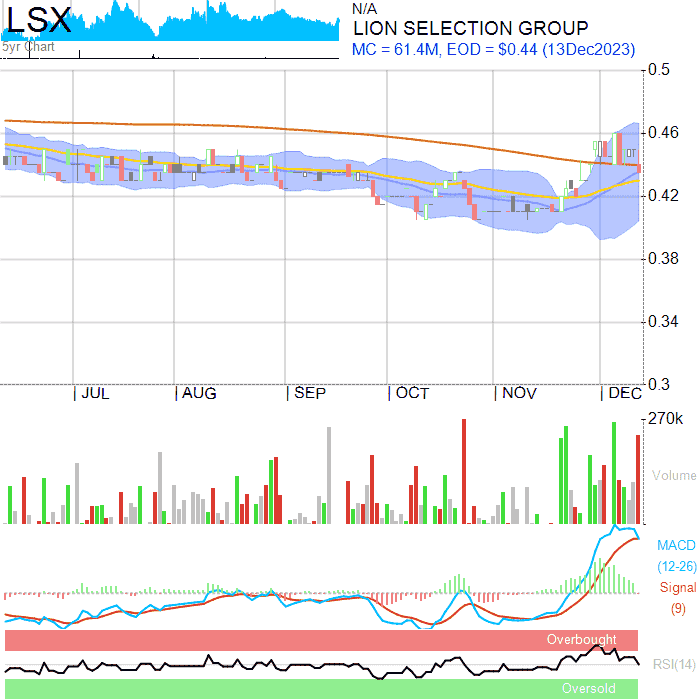 LSX
5yr Chart
N/A
LION SELECTION GROUP
MC = 61.4M, EOD = $0.44 (13Dec2023)
0.5
0.46
0.42
0.38
0.34
0.3
JUL AUG SEP OCT NOV DEC
270k
Volume
MACD
(12-26)
Signal
(9)
Overbought
RSI(14)
Oversold